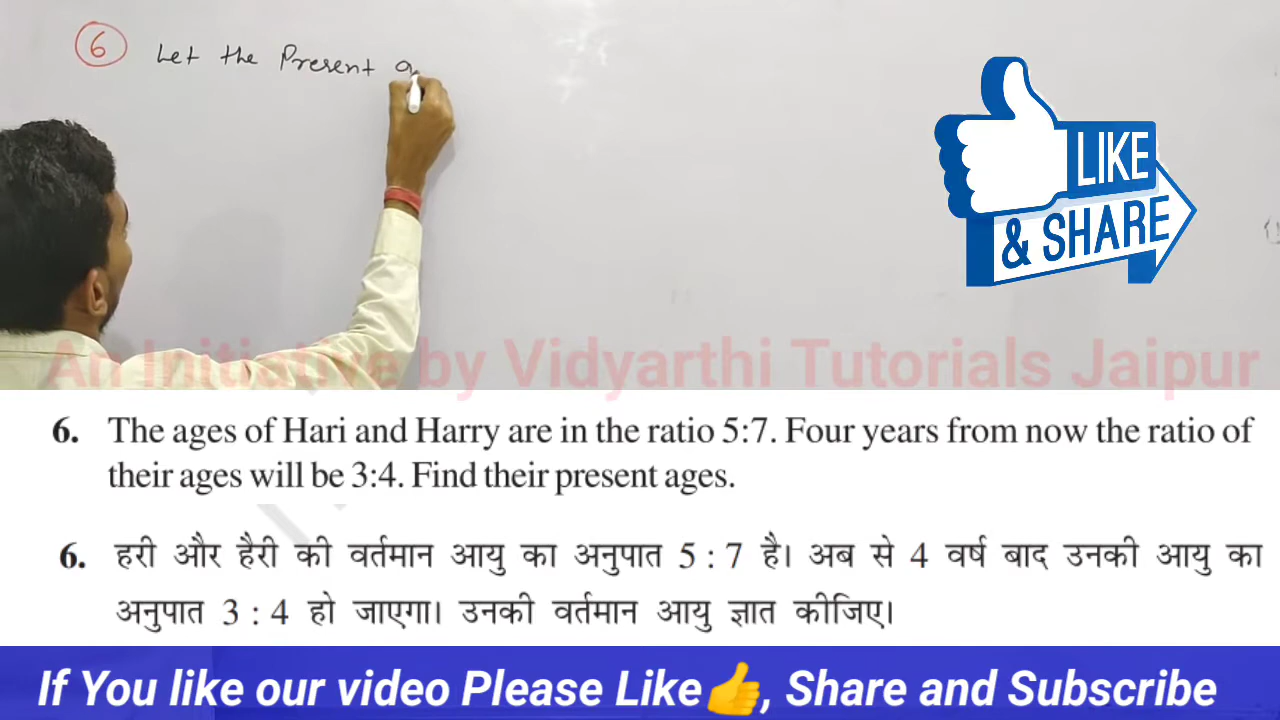 6 Let the Present a
LIKE
& SHARE
An Initiative by Vidyarthi Tutorials Jaipur
6. The ages of Hari and Harry are in the ratio 5:7. Four years from now the ratio of
their ages will be 3:4. Find their present ages.
6. हरी और हैरी की वर्तमान आयु का अनुपात 5 : 7 है। अब से 4 वर्ष बाद उनकी आयु का
अनुपात 3 : 4 हो जाएगा। उनकी वर्तमान आयु ज्ञात कीजिए।
If You like our video Please Like👍, Share and Subscribe